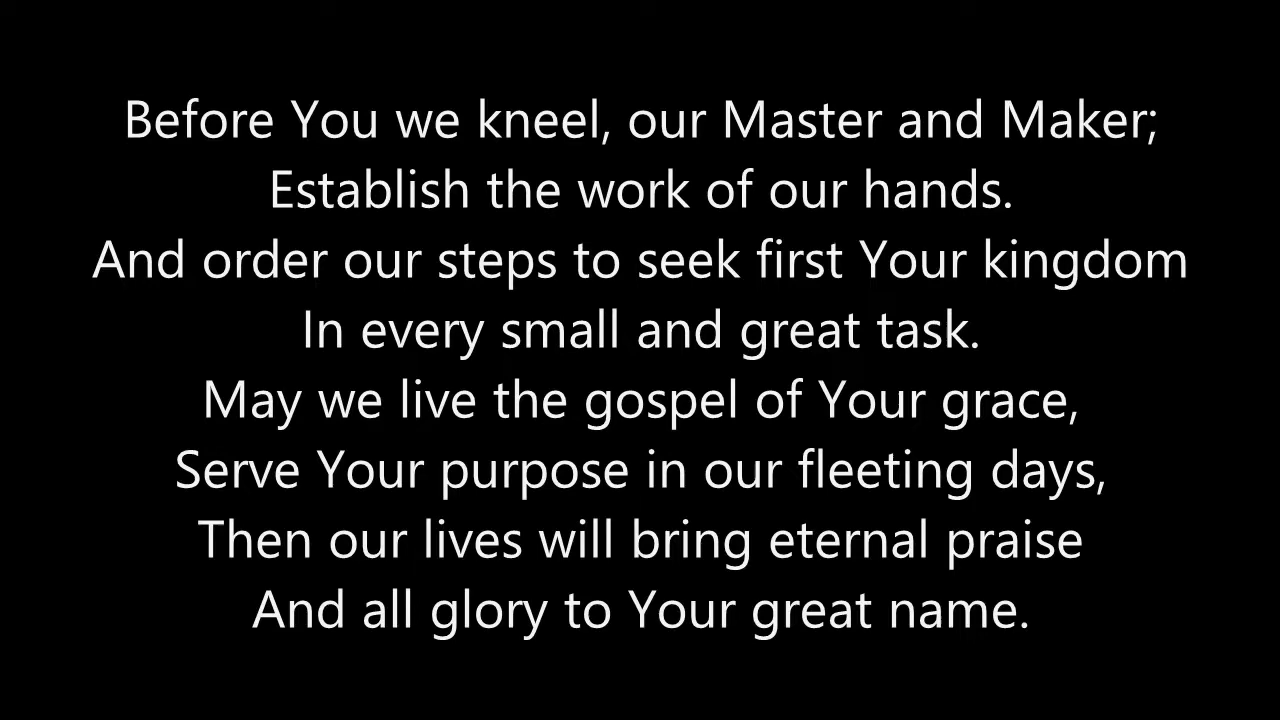 Before You we kneel, our Master and Maker;
Establish the work of our hands.
And order our steps to seek first Your kingdom
In every small and great task.
May we live the gospel of Your grace,
Serve Your purpose in our fleeting days,
Then our lives will bring eternal praise
And all glory to Your great name.